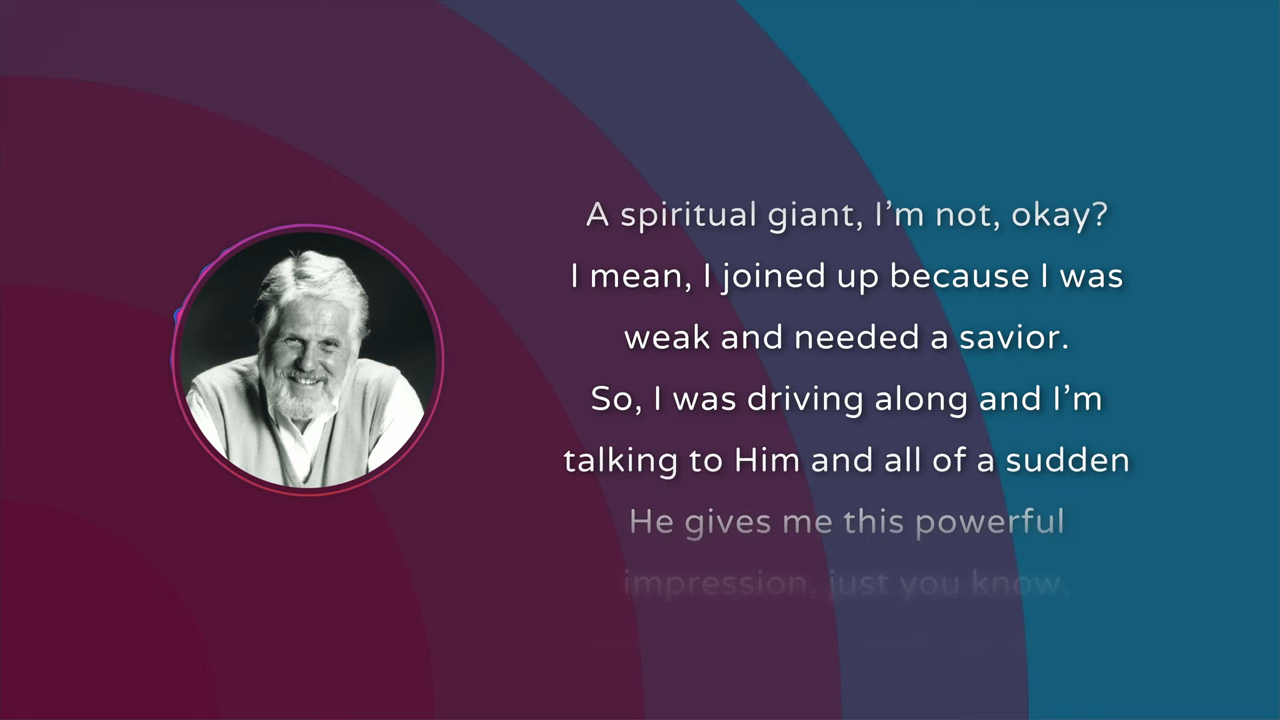 A spiritual giant, I’m not, okay?
I mean, I joined up because I was
weak and needed a savior.
So, I was driving along and I’m
talking to Him and all of a sudden
He gives me this powerful
impression, just you know,